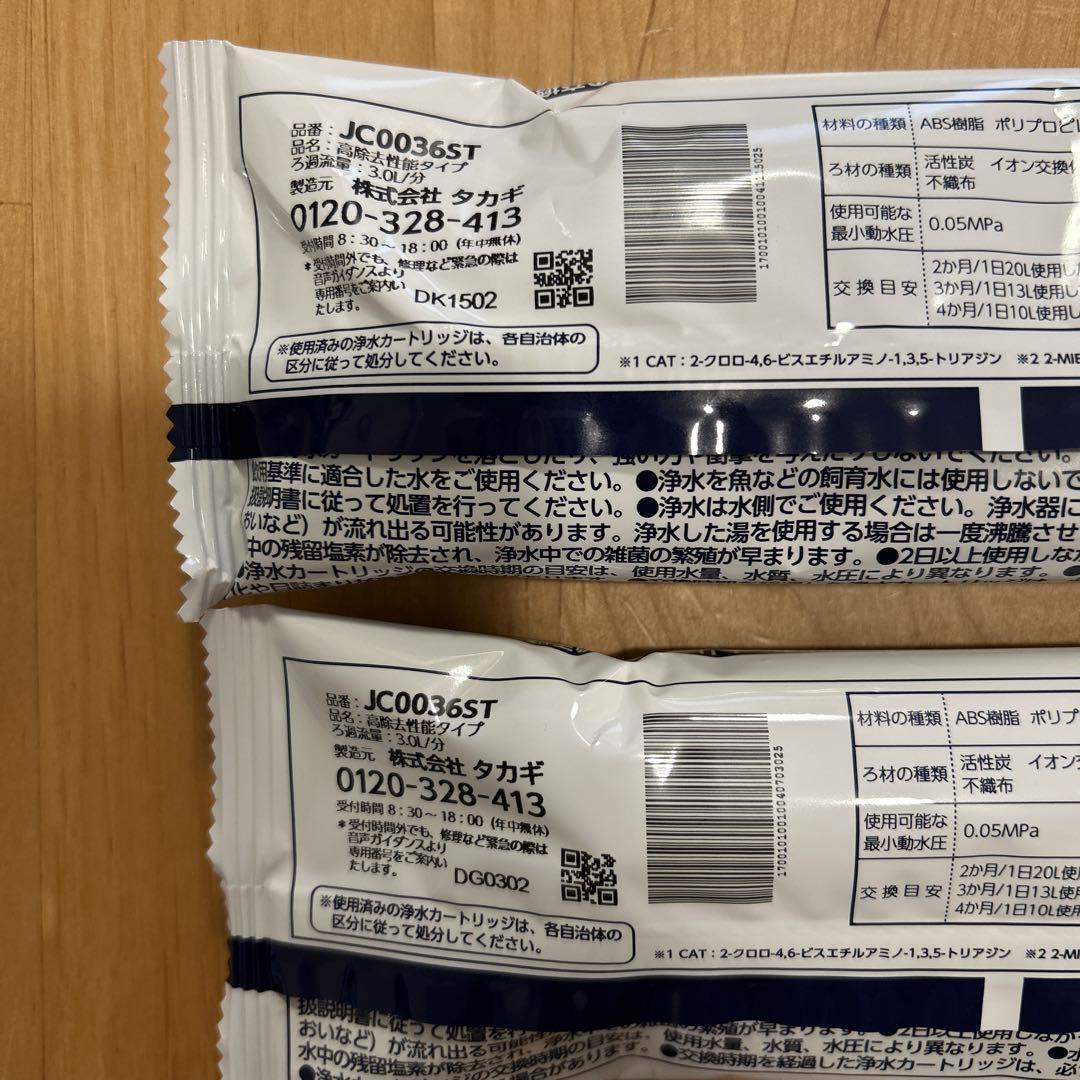 品番：JC0036ST
品名：高除去性能タイプ
ろ過流量：3.0L/分
製造元 株式会社 タカギ
0120-328-413
受付時間 8：30～18：00（年中無休）
＊受付時間外でも、修理など緊急の際は
音声ガイダンスより
専用番号をご案内い
たします。
DK1502
※使用済みの浄水カートリッジは、各自治体の
区分に従って処分してください。
材料の種類 ABS樹脂 ポリプロピ
ろ材の種類 活性炭 イオン交換
不織布
使用可能な
最小動水圧 0.05MPa
交換目安 2か月/1日20L使用し
3か月/1日13L使用し
4か月/1日10L使用し
※1 CAT：2-クロロ-4,6-ビスエチルアミノ-1,3,5-トリアジン ※2 2-MIB
用基準に適合した水をご使用ください。●浄水を魚などの飼育水には使用しないで
扱説明書に従って処置を行ってください。●浄水は水側でご使用ください。浄水器に
おいなど）が流れ出る可能性があります。浄水した湯を使用する場合は一度沸騰させ
中の残留塩素が除去され、浄水中での雑菌の繁殖が早まります。●2日以上使用しな
●浄水カートリッジの交換時期の目安は、使用水量、水質、水圧により異なります。
品番：JC0036ST
品名：高除去性能タイプ
ろ過流量：3.0L/分
製造元 株式会社 タカギ
0120-328-413
受付時間 8：30～18：00（年中無休）
＊受付時間外でも、修理など緊急の際は
音声ガイダンスより
専用番号をご案内い
たします。
DG0302
※使用済みの浄水カートリッジは、各自治体の
区分に従って処分してください。
1700101001004070302​5
材料の種類 ABS樹脂 ポリプ
ろ材の種類 活性炭 イオン
不織布
使用可能な
最小動水圧 0.05MPa
交換目安 2か月/1日20L使
3か月/1日13L使
4か月/1日10L使
※1 CAT：2-クロロ-4,6-ビスエチルアミノ-1,3,5-トリアジン ※2 2-MI
扱説明書に従って処置を
おいなど）が流れ出る可能性があります。
水中の残留塩素が除去され
使用水量、水質、水圧により異なります。
●交換時期を経過した浄水カートリッジは、必